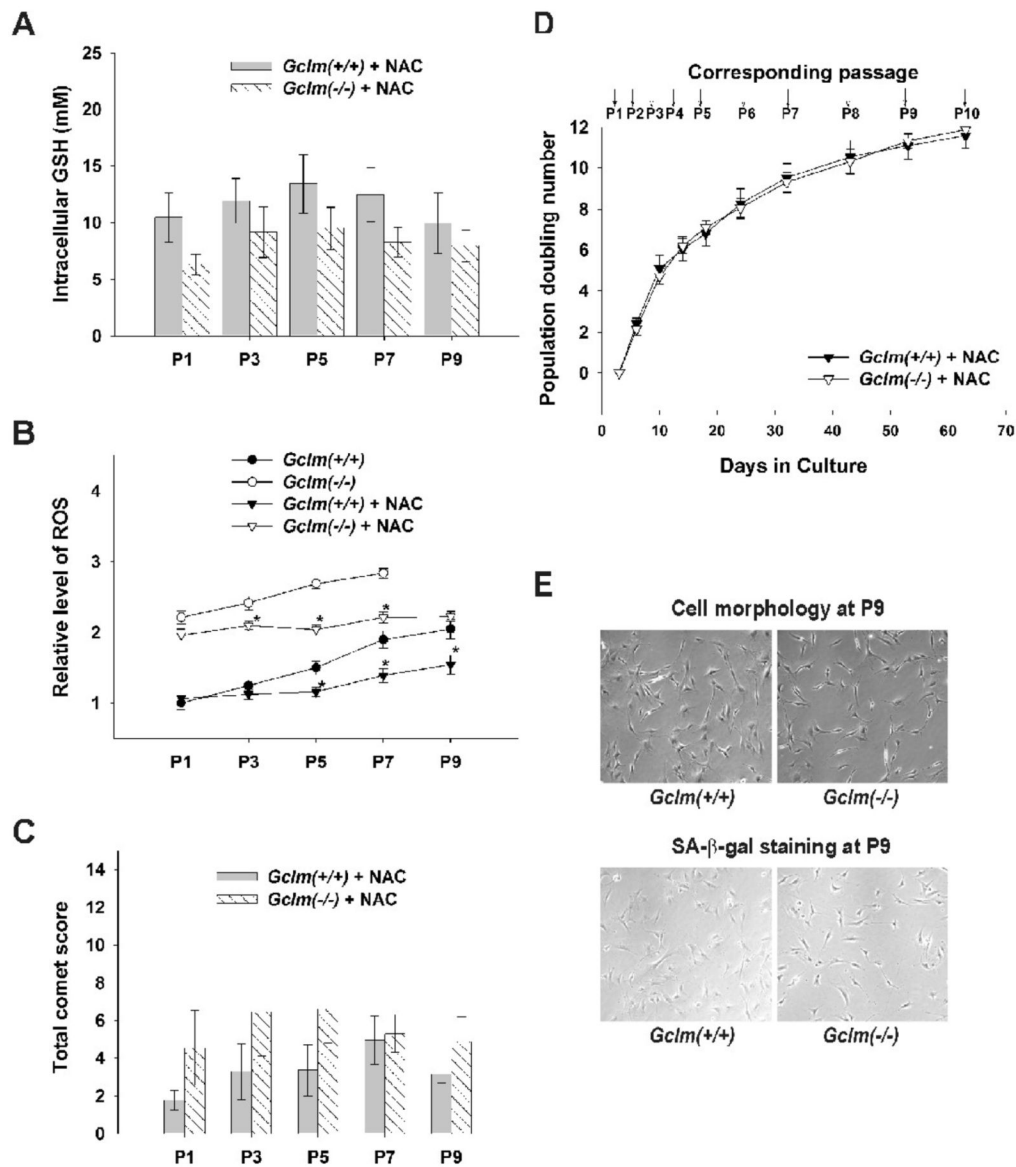 A
Gclm(+/+) + NAC
Gclm(-/-) + NAC
Intracellular GSH (mM)
25
20
15
10
5
0
P1 P3 P5 P7 P9
B
Gclm(+/+)
Gclm(-/-)
Gclm(+/+) + NAC
Gclm(-/-) + NAC
Relative level of ROS
4
3
2
1
* * * * * *
P1 P3 P5 P7 P9
C
Gclm(+/+) + NAC
Gclm(-/-) + NAC
Total comet score
14
12
10
8
6
4
2
0
P1 P3 P5 P7 P9
D
Corresponding passage
P1 P2 P3 P4 P5 P6 P7 P8 P9 P10
Population doubling number
12
10
8
6
4
2
0
Gclm(+/+) + NAC
Gclm(-/-) + NAC
0 10 20 30 40 50 60 70
Days in Culture
E
Cell morphology at P9
Gclm(+/+) Gclm(-/-)
SA-β-gal staining at P9
Gclm(+/+) Gclm(-/-)